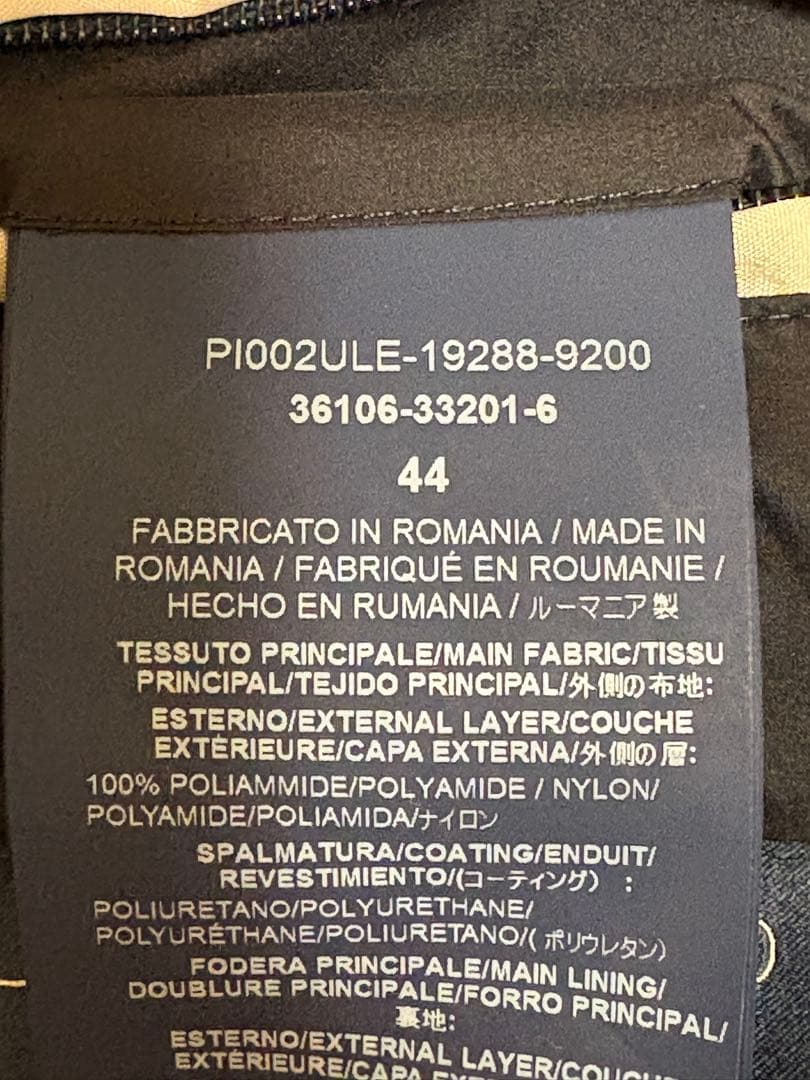 PI002ULE-19288-9200
36106-33201-6
44
FABBRICATO IN ROMANIA / MADE IN
ROMANIA / FABRIQUÉ EN ROUMANIE /
HECHO EN RUMANIA / ルーマニア製
TESSUTO PRINCIPALE/MAIN FABRIC/TISSU
PRINCIPAL/TEJIDO PRINCIPAL/外側の布地:
ESTERNO/EXTERNAL LAYER/COUCHE
EXTÉRIEURE/CAPA EXTERNA/外側の層:
100% POLIAMMIDE/POLYAMIDE / NYLON/
POLYAMIDE/POLIAMIDA/ナイロン
SPALMATURA/COATING/ENDUIT/
REVESTIMIENTO/(コーティング) :
POLIURETANO/POLYURETHANE/
POLYURÉTHANE/POLIURETANO/(ポリウレタン)
FODERA PRINCIPALE/MAIN LINING/
DOUBLURE PRINCIPALE/FORRO PRINCIPAL/
裏地:
ESTERNO/EXTERNAL LAYER/COUCHE
EXTÉRIEURE/CAPA